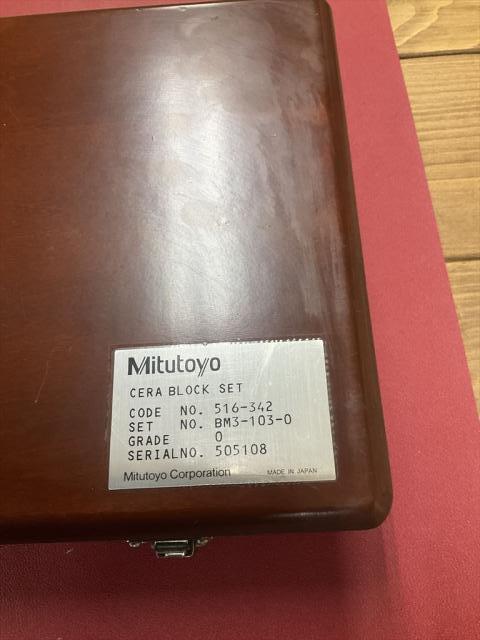 Mitutoyo
CERA BLOCK SET
CODE NO. 516-342
SET NO. BM3-103-0
GRADE 0
SERIALNO. 505108
Mitutoyo Corporation MADE IN JAPAN